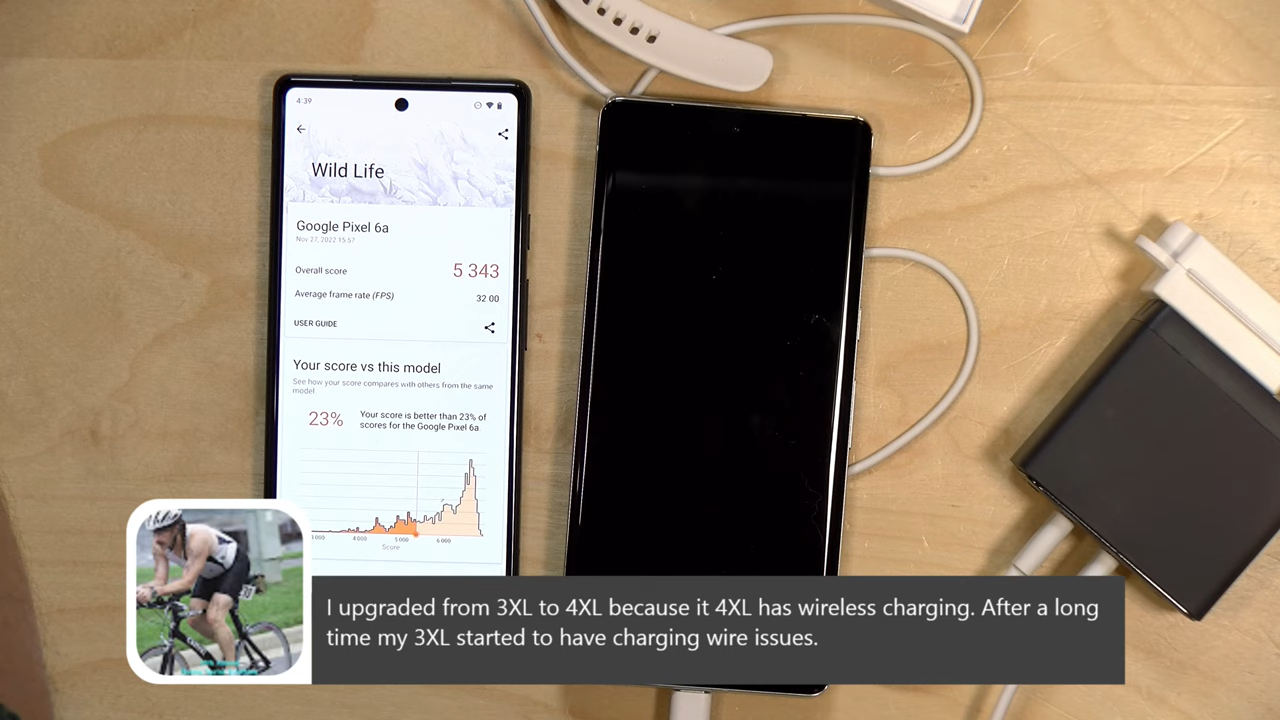 4:39
Wild Life
Google Pixel 6a
Nov 27, 2022 15:57
Overall score 5 343
Average frame rate (FPS) 32.00
USER GUIDE
Your score vs this model
See how your score compares with others from the same
model
23% Your score is better than 23% of
scores for the Google Pixel 6a
3 000 4 000 5 000 6 000
Score
I upgraded from 3XL to 4XL because it 4XL has wireless charging. After a long
time my 3XL started to have charging wire issues.